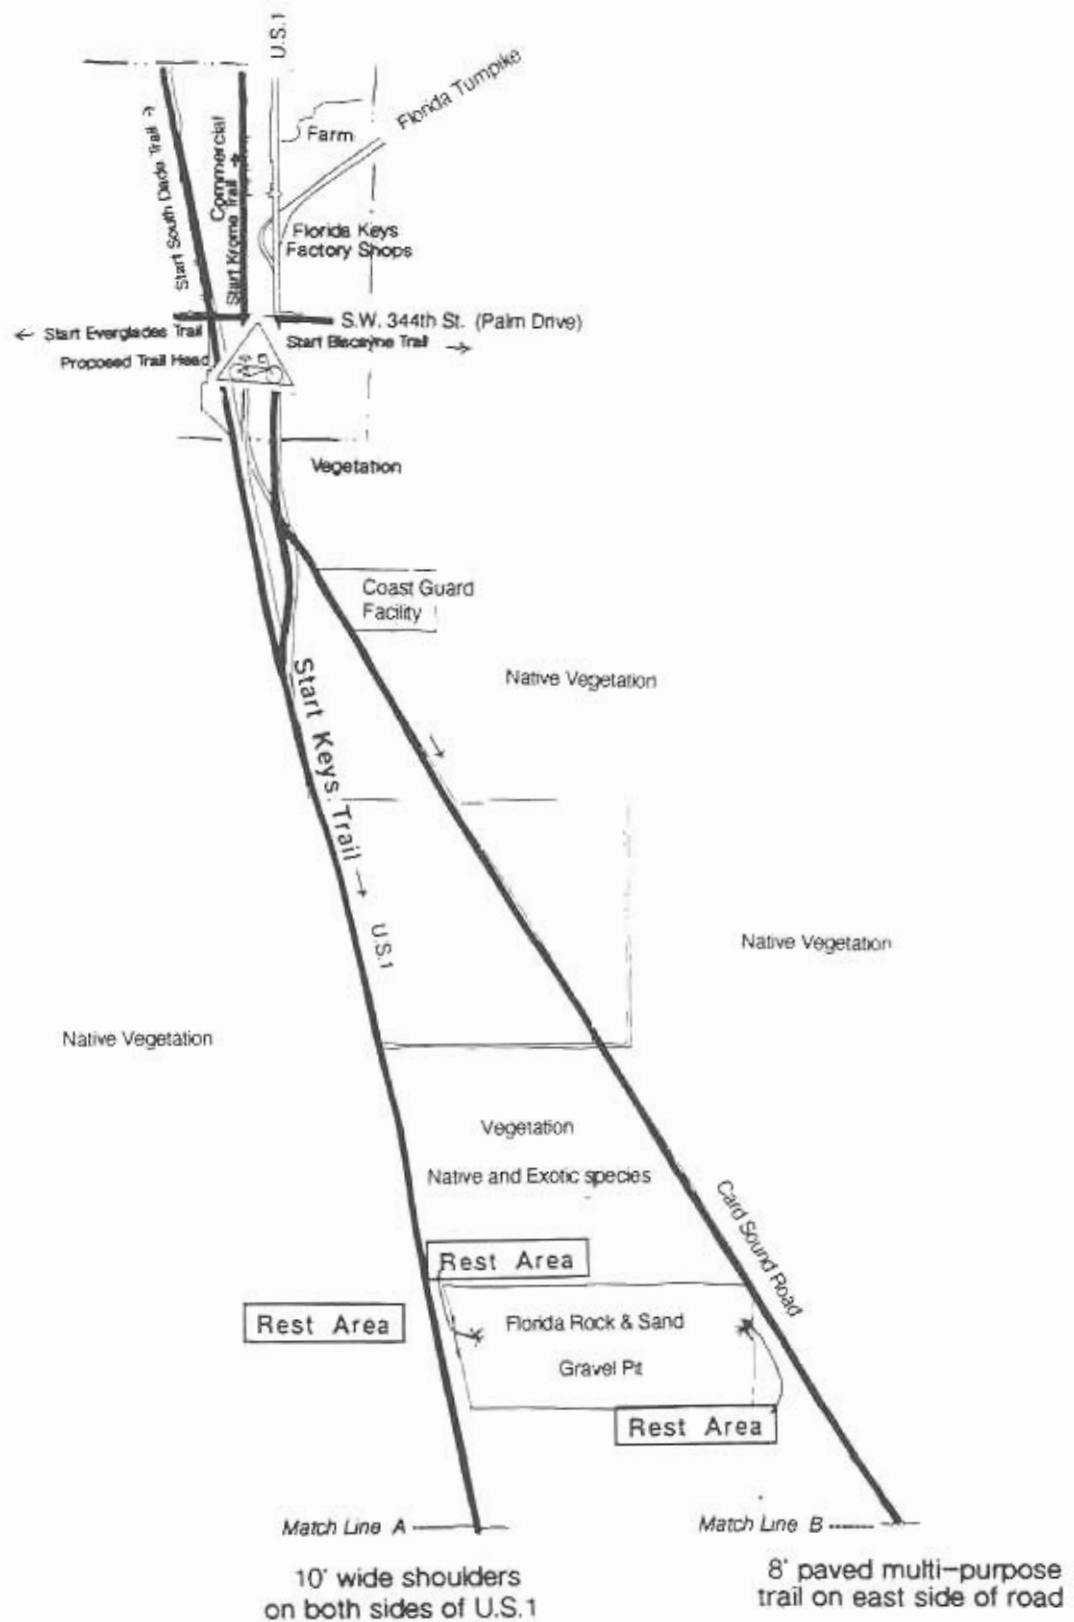 U.S.1
Florida Turnpike
Farm
Start South Dade Trail
Commercial
Start Krome Trail
Florida Keys
Factory Shops
S.W. 344th St. (Palm Drive)
Start Everglades Trail
Start Biscayne Trail
Proposed Trail Head
Vegetation
Coast Guard
Facility
Native Vegetation
Start Keys Trail
U.S.1
Native Vegetation
Native Vegetation
Vegetation
Native and Exotic species
Card Sound Road
Rest Area
Rest Area
Florida Rock & Sand
Gravel Pit
Rest Area
Match Line A
Match Line B
10' wide shoulders
on both sides of U.S.1
8' paved multi-purpose
trail on east side of road